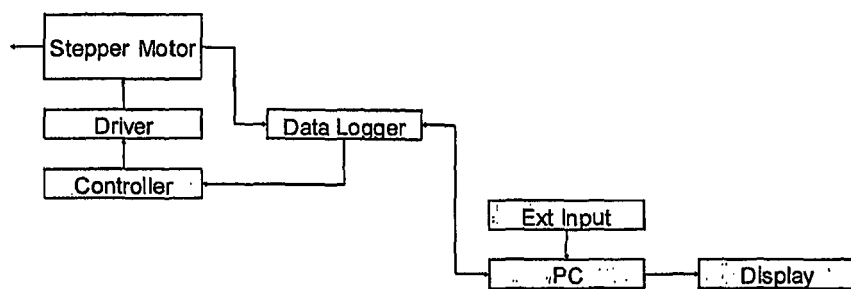 Stepper Motor
Driver
Data Logger
Controller
Ext Input
PC
Display